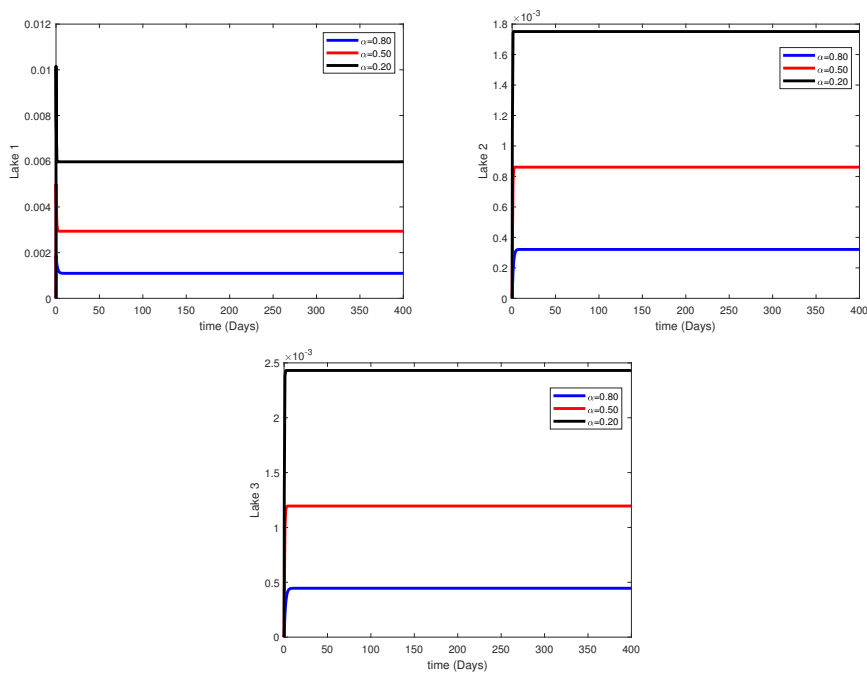 0.012
0.01
0.008
0.006
0.004
0.002
0
Lake 1
α=0.80
α=0.50
α=0.20
0 50 100 150 200 250 300 350 400
time (Days)
×10-3
1.8
1.6
1.4
1.2
1
0.8
0.6
0.4
0.2
0
Lake 2
α=0.80
α=0.50
α=0.20
0 50 100 150 200 250 300 350 400
time (Days)
×10-3
2.5
2
1.5
1
0.5
0
Lake 3
α=0.80
α=0.50
α=0.20
0 50 100 150 200 250 300 350 400
time (Days)